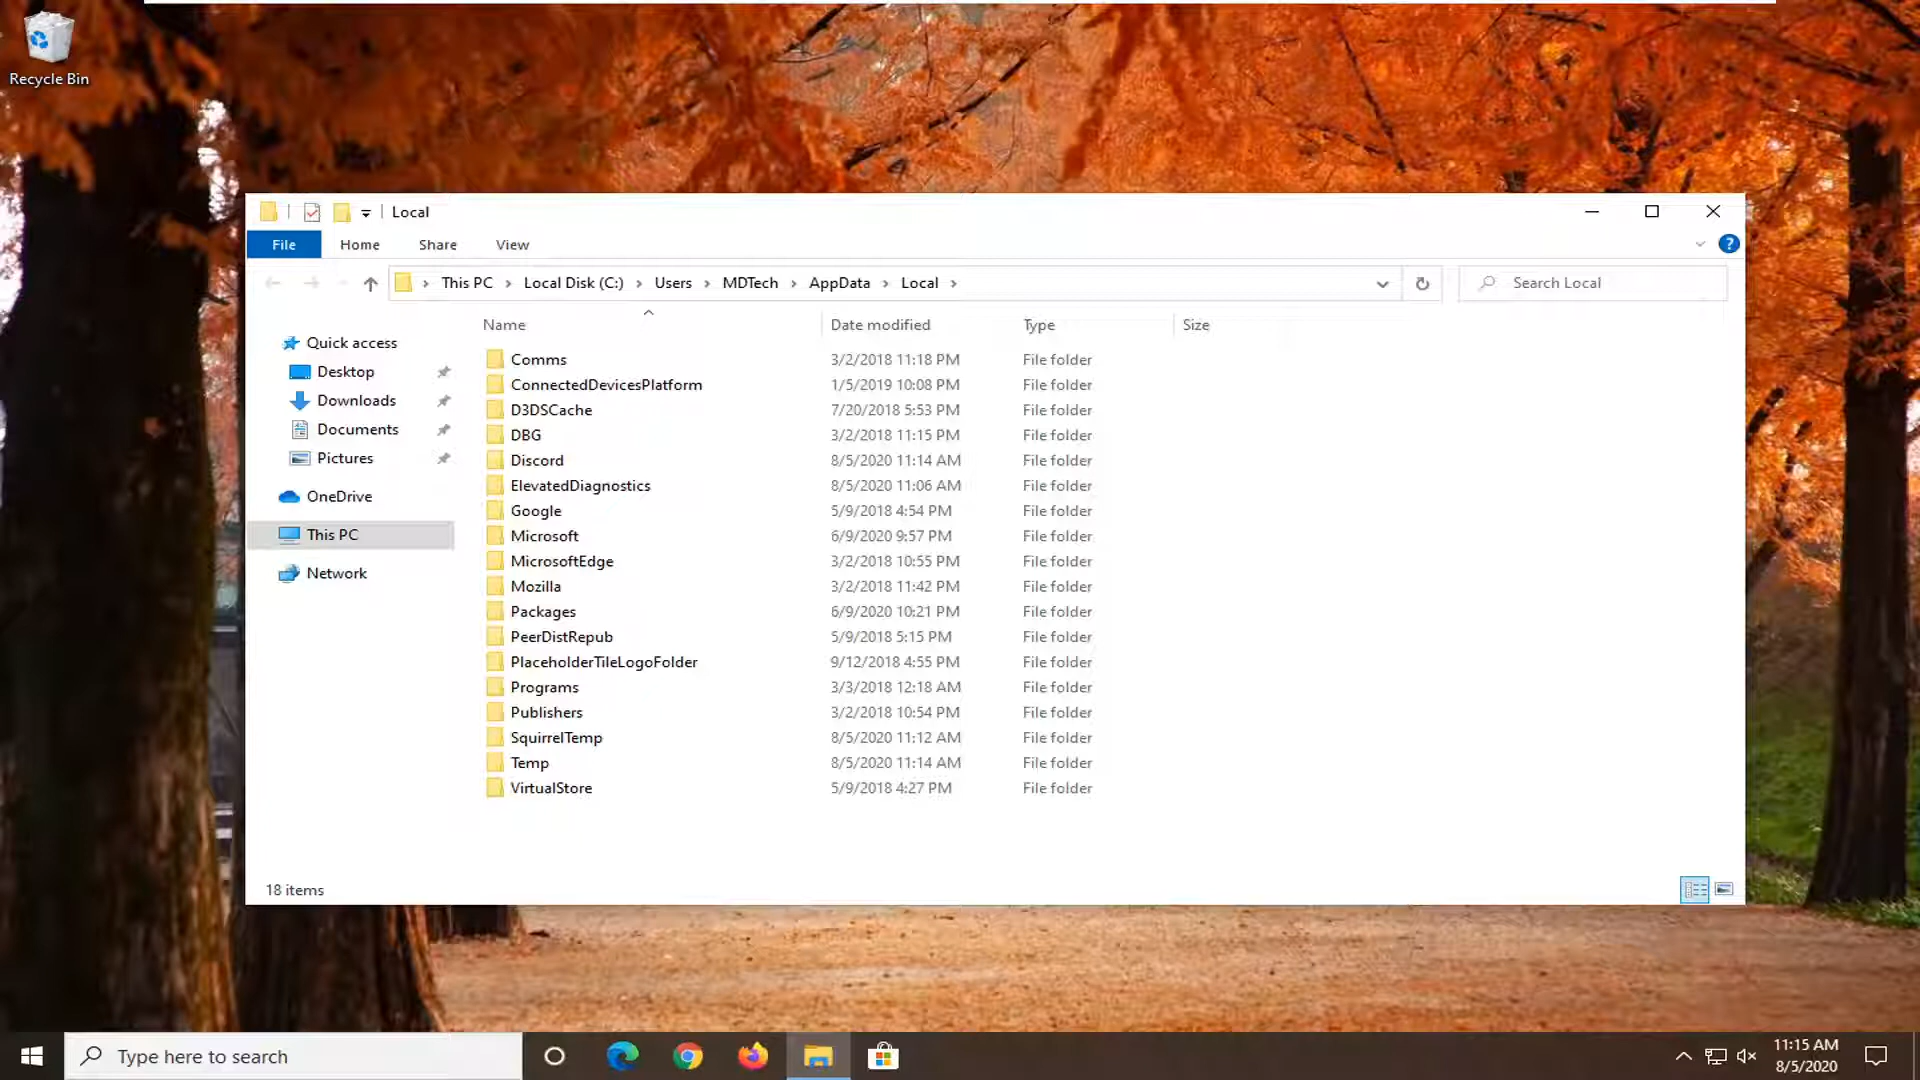 Recycle Bin
Local
File Home Share View
This PC Local Disk (C:) Users MDTech AppData Local
Search Local
Name Date modified Type Size
Quick access
Desktop
Downloads
Documents
Pictures
OneDrive
This PC
Network
Comms 3/2/2018 11:18 PM File folder
ConnectedDevicesPlatform 1/5/2019 10:08 PM File folder
D3DSCache 7/20/2018 5:53 PM File folder
DBG 3/2/2018 11:15 PM File folder
Discord 8/5/2020 11:14 AM File folder
ElevatedDiagnostics 8/5/2020 11:06 AM File folder
Google 5/9/2018 4:54 PM File folder
Microsoft 6/9/2020 9:57 PM File folder
MicrosoftEdge 3/2/2018 10:55 PM File folder
Mozilla 3/2/2018 11:42 PM File folder
Packages 6/9/2020 10:21 PM File folder
PeerDistRepub 5/9/2018 5:15 PM File folder
PlaceholderTileLogoFolder 9/12/2018 4:55 PM File folder
Programs 3/3/2018 12:18 AM File folder
Publishers 3/2/2018 10:54 PM File folder
SquirrelTemp 8/5/2020 11:12 AM File folder
Temp 8/5/2020 11:14 AM File folder
VirtualStore 5/9/2018 4:27 PM File folder
18 items
Type here to search
11:15 AM
8/5/2020